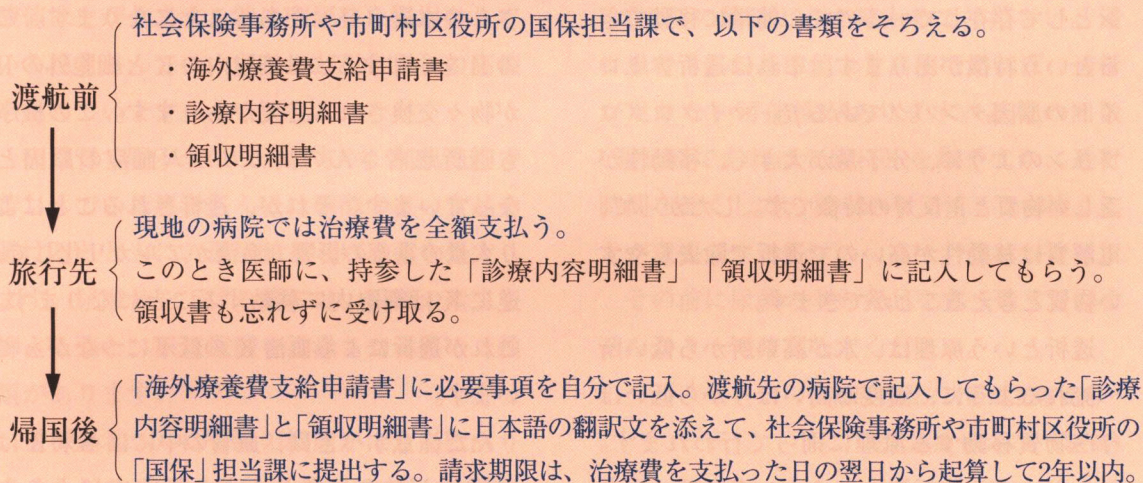 渡航前
社会保険事務所や市町村区役所の国保担当課で、以下の書類をそろえる。
・海外療養費支給申請書
・診療内容明細書
・領収明細書
旅行先
現地の病院では治療費を全額支払う。
このとき医師に、持参した「診療内容明細書」「領収明細書」に記入してもらう。
領収書も忘れずに受け取る。
帰国後
「海外療養費支給申請書」に必要事項を自分で記入、渡航先の病院で記入してもらった「診療
内容明細書」と「領収明細書」に日本語の翻訳文を添えて、社会保険事務所や市町村区役所の
「国保」担当課に提出する。請求期限は、治療費を支払った日の翌日から起算して2年以内。